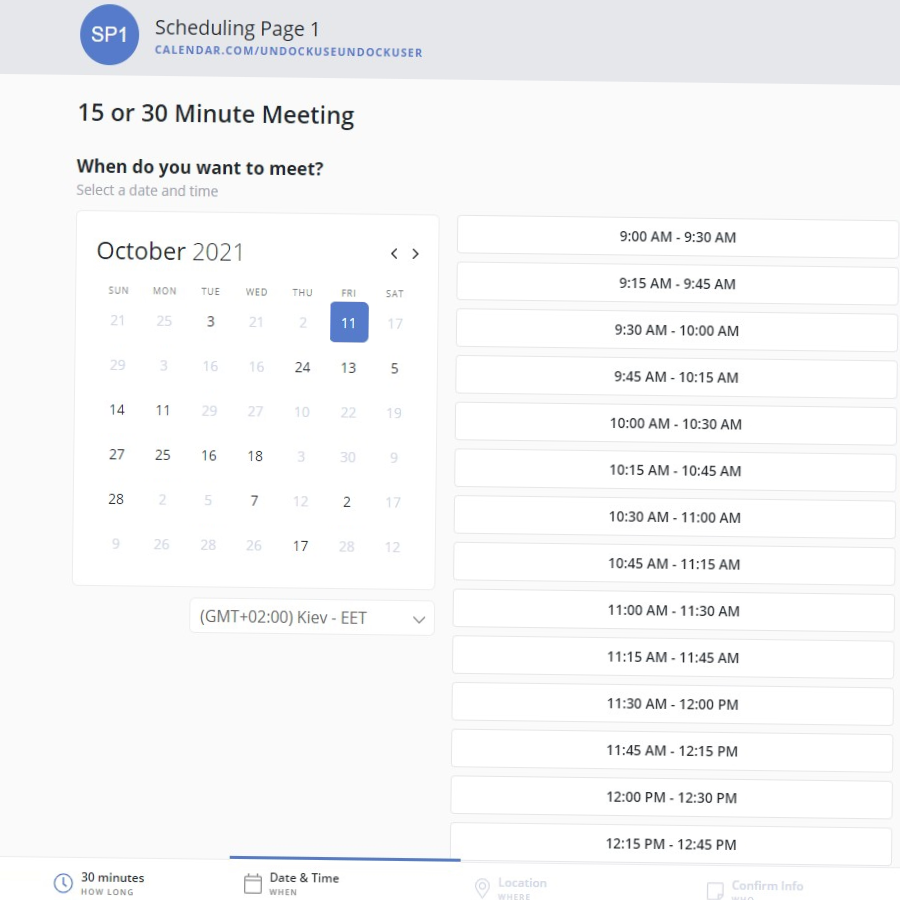 SP1
Scheduling Page 1
CALENDAR.COM/UNDOCKUSEUNDOCKUSER
15 or 30 Minute Meeting
When do you want to meet?
Select a date and time
October 2021
SUN MON TUE WED THU FRI SAT
21 25 3 21 2 11 17
29 3 16 16 24 13 5
14 11 29 27 10 22 19
27 25 16 18 3 30 9
28 2 5 7 12 2 17
9 26 28 26 17 28 12
(GMT+02:00) Kiev - EET
9:00 AM - 9:30 AM
9:15 AM - 9:45 AM
9:30 AM - 10:00 AM
9:45 AM - 10:15 AM
10:00 AM - 10:30 AM
10:15 AM - 10:45 AM
10:30 AM - 11:00 AM
10:45 AM - 11:15 AM
11:00 AM - 11:30 AM
11:15 AM - 11:45 AM
11:30 AM - 12:00 PM
11:45 AM - 12:15 PM
12:00 PM - 12:30 PM
12:15 PM - 12:45 PM
30 minutes
HOW LONG
Date & Time
WHEN
Location
WHERE
Confirm Info
WHO